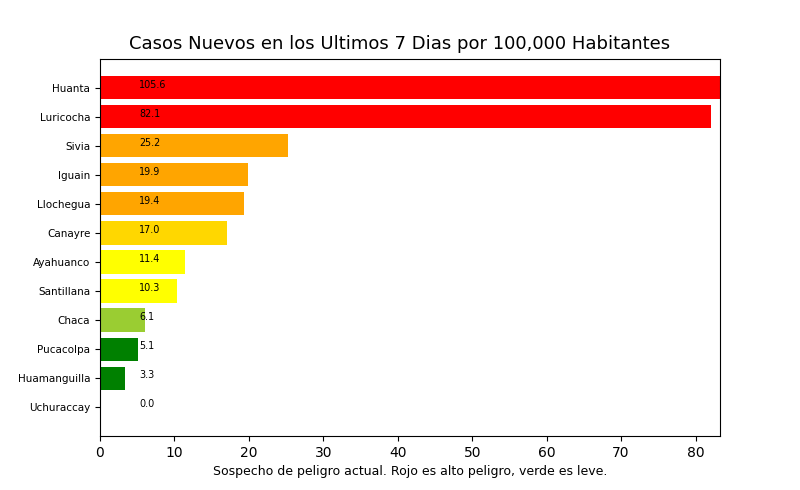 Casos Nuevos en los Ultimos 7 Dias por 100,000 Habitantes
Huanta 105.6
Luricocha 82.1
Sivia 25.2
Iguain 19.9
Llochegua 19.4
Canayre 17.0
Ayahuanco 11.4
Santillana 10.3
Chaca 6.1
Pucacolpa 5.1
Huamanguilla 3.3
Uchuraccay 0.0
0 10 20 30 40 50 60 70 80
Sospecho de peligro actual. Rojo es alto peligro, verde es leve.